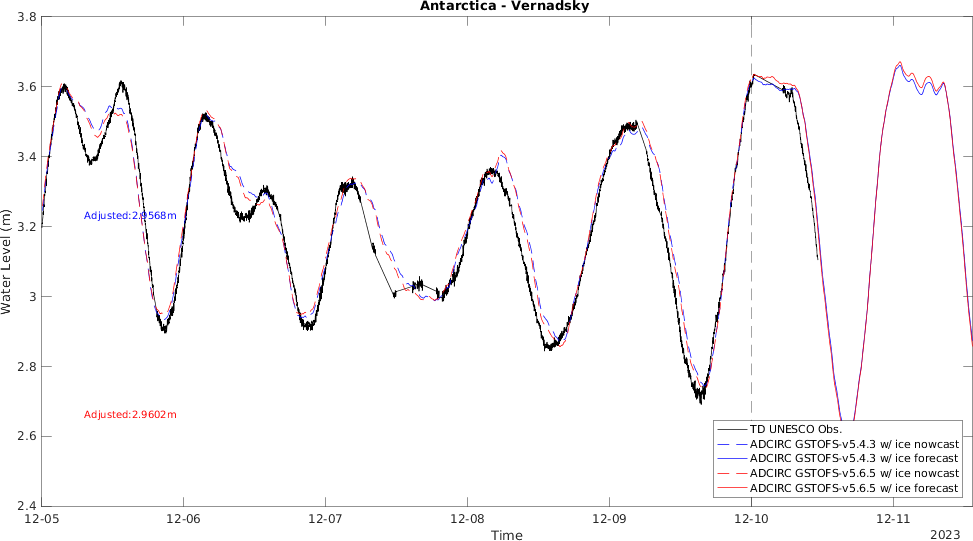 Antarctica - Vernadsky
Water Level (m)
3.8
3.6
3.4
3.2
3
2.8
2.6
2.4
Adjusted:2.9568m
Adjusted:2.9602m
TD UNESCO Obs.
ADCIRC GSTOFS-v5.4.3 w/ ice nowcast
ADCIRC GSTOFS-v5.4.3 w/ ice forecast
ADCIRC GSTOFS-v5.6.5 w/ ice nowcast
ADCIRC GSTOFS-v5.6.5 w/ ice forecast
12-05 12-06 12-07 12-08 12-09 12-10 12-11
Time
2023